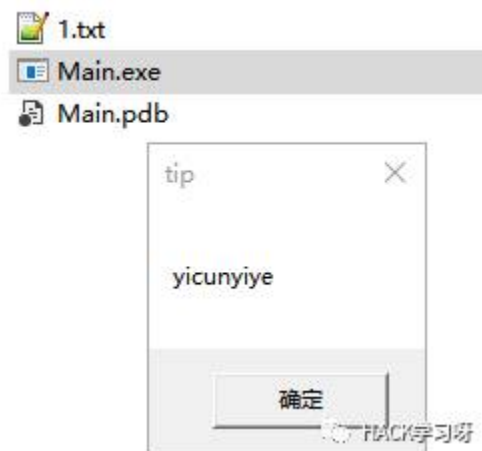 1.txt
Main.exe
Main.pdb
tip
yicunyiye
确定
HACK学习呀